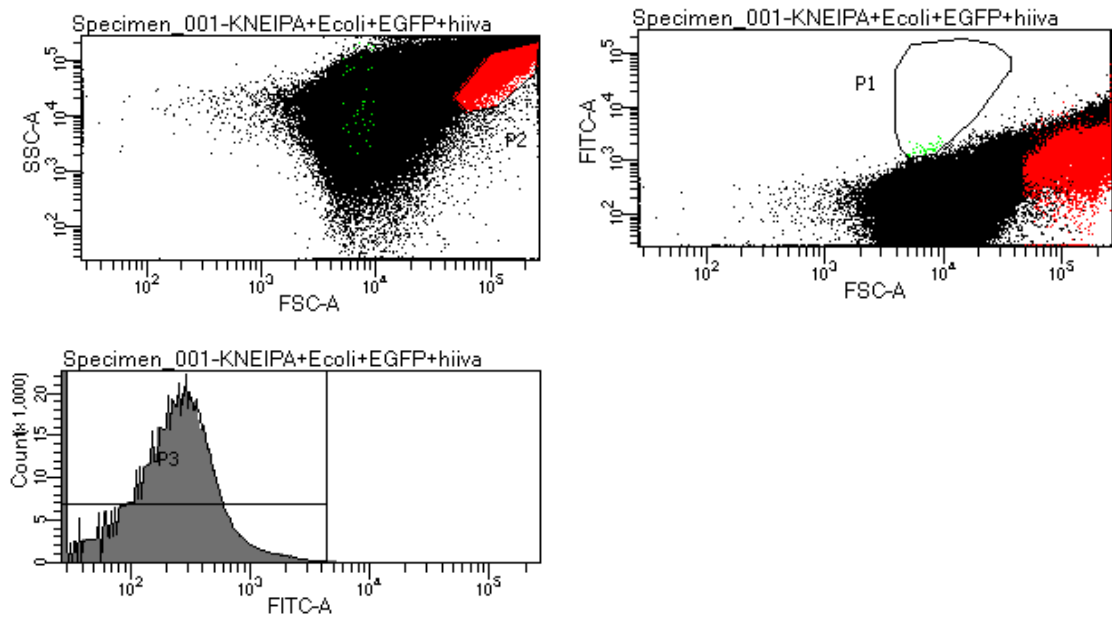 Specimen_001-KNEIPA+Ecoli+EGFP+hiiva
SSC-A
10^5
10^4
10^3
10^2
P2
10^2 10^3 10^4 10^5
FSC-A
Specimen_001-KNEIPA+Ecoli+EGFP+hiiva
FITC-A
10^5
10^4
10^3
10^2
P1
10^2 10^3 10^4 10^5
FSC-A
Specimen_001-KNEIPA+Ecoli+EGFP+hiiva
Count (× 1,000)
20
15
10
5
0
P3
10^2 10^3 10^4 10^5
FITC-A